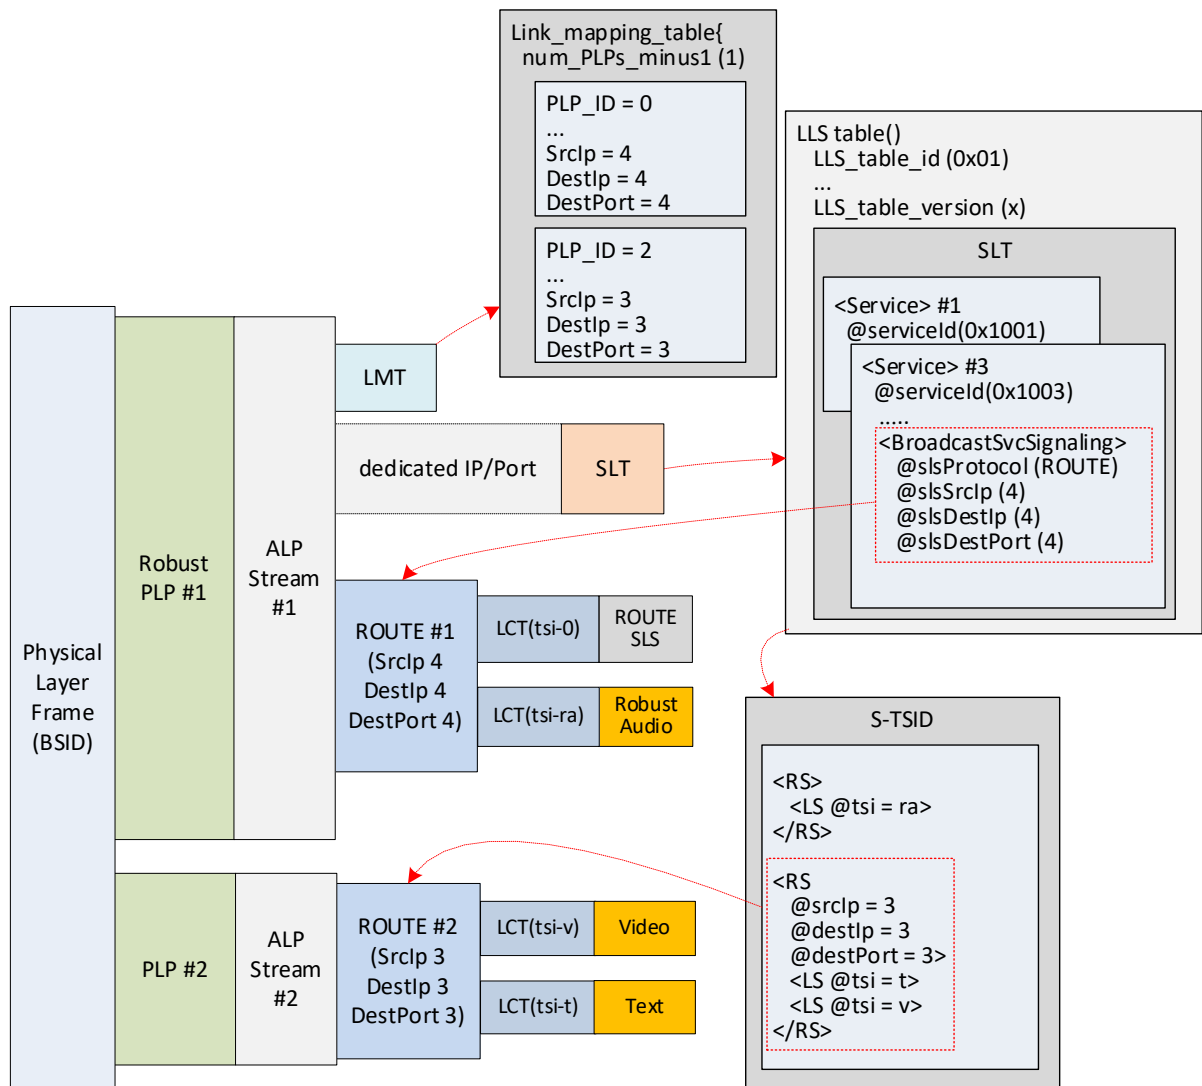 Link_mapping_table{
num_PLPs_minus1 (1)
PLP_ID = 0
...
SrcIp = 4
DestIp = 4
DestPort = 4
PLP_ID = 2
...
SrcIp = 3
DestIp = 3
DestPort = 3
LLS table()
LLS_table_id (0x01)
...
LLS_table_version (x)
SLT
<Service> #1
@serviceId(0x1001)
<Service> #3
@serviceId(0x1003)
.....
<BroadcastSvcSignaling>
@slsProtocol (ROUTE)
@slsSrcIp (4)
@slsDestIp (4)
@slsDestPort (4)
Physical
Layer
Frame
(BSID)
Robust
PLP #1
ALP
Stream
#1
LMT
dedicated IP/Port
SLT
ROUTE #1
(SrcIp 4
DestIp 4
DestPort 4)
LCT(tsi-0)
ROUTE
SLS
LCT(tsi-ra)
Robust
Audio
PLP #2
ALP
Stream
#2
ROUTE #2
(SrcIp 3
DestIp 3
DestPort 3)
LCT(tsi-v)
Video
LCT(tsi-t)
Text
S-TSID
<RS>
<LS @tsi = ra>
</RS>
<RS
@srcIp = 3
@destIp = 3
@destPort = 3>
<LS @tsi = t>
<LS @tsi = v>
</RS>